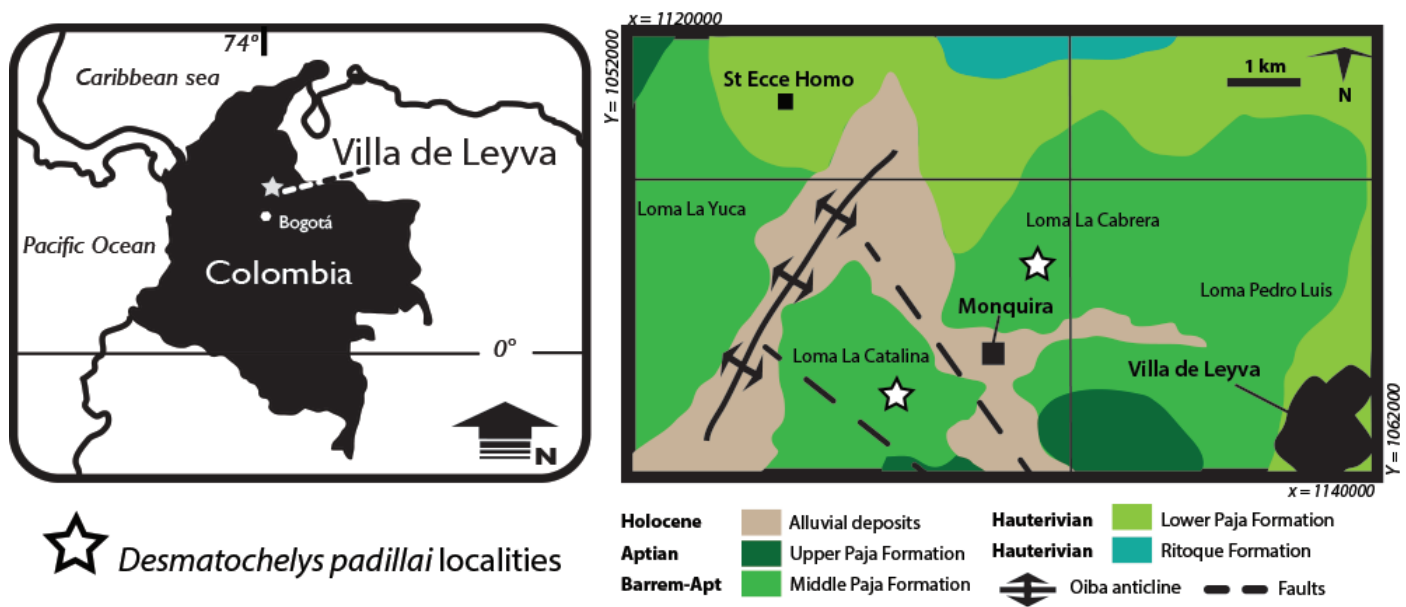 74º
Caribbean sea
Villa de Leyva
Bogotá
Pacific Ocean
Colombia
0º
N
Desmatochelys padillai localities
x = 1120000
Y = 1052000
St Ecce Homo
1 km
N
Loma La Yuca
Loma La Cabrera
Loma Pedro Luis
Monquira
Loma La Catalina
Villa de Leyva
Y = 1062000
x = 1140000
Holocene Alluvial deposits
Aptian Upper Paja Formation
Barrem-Apt Middle Paja Formation
Hauterivian Lower Paja Formation
Hauterivian Ritoque Formation
Oiba anticline Faults